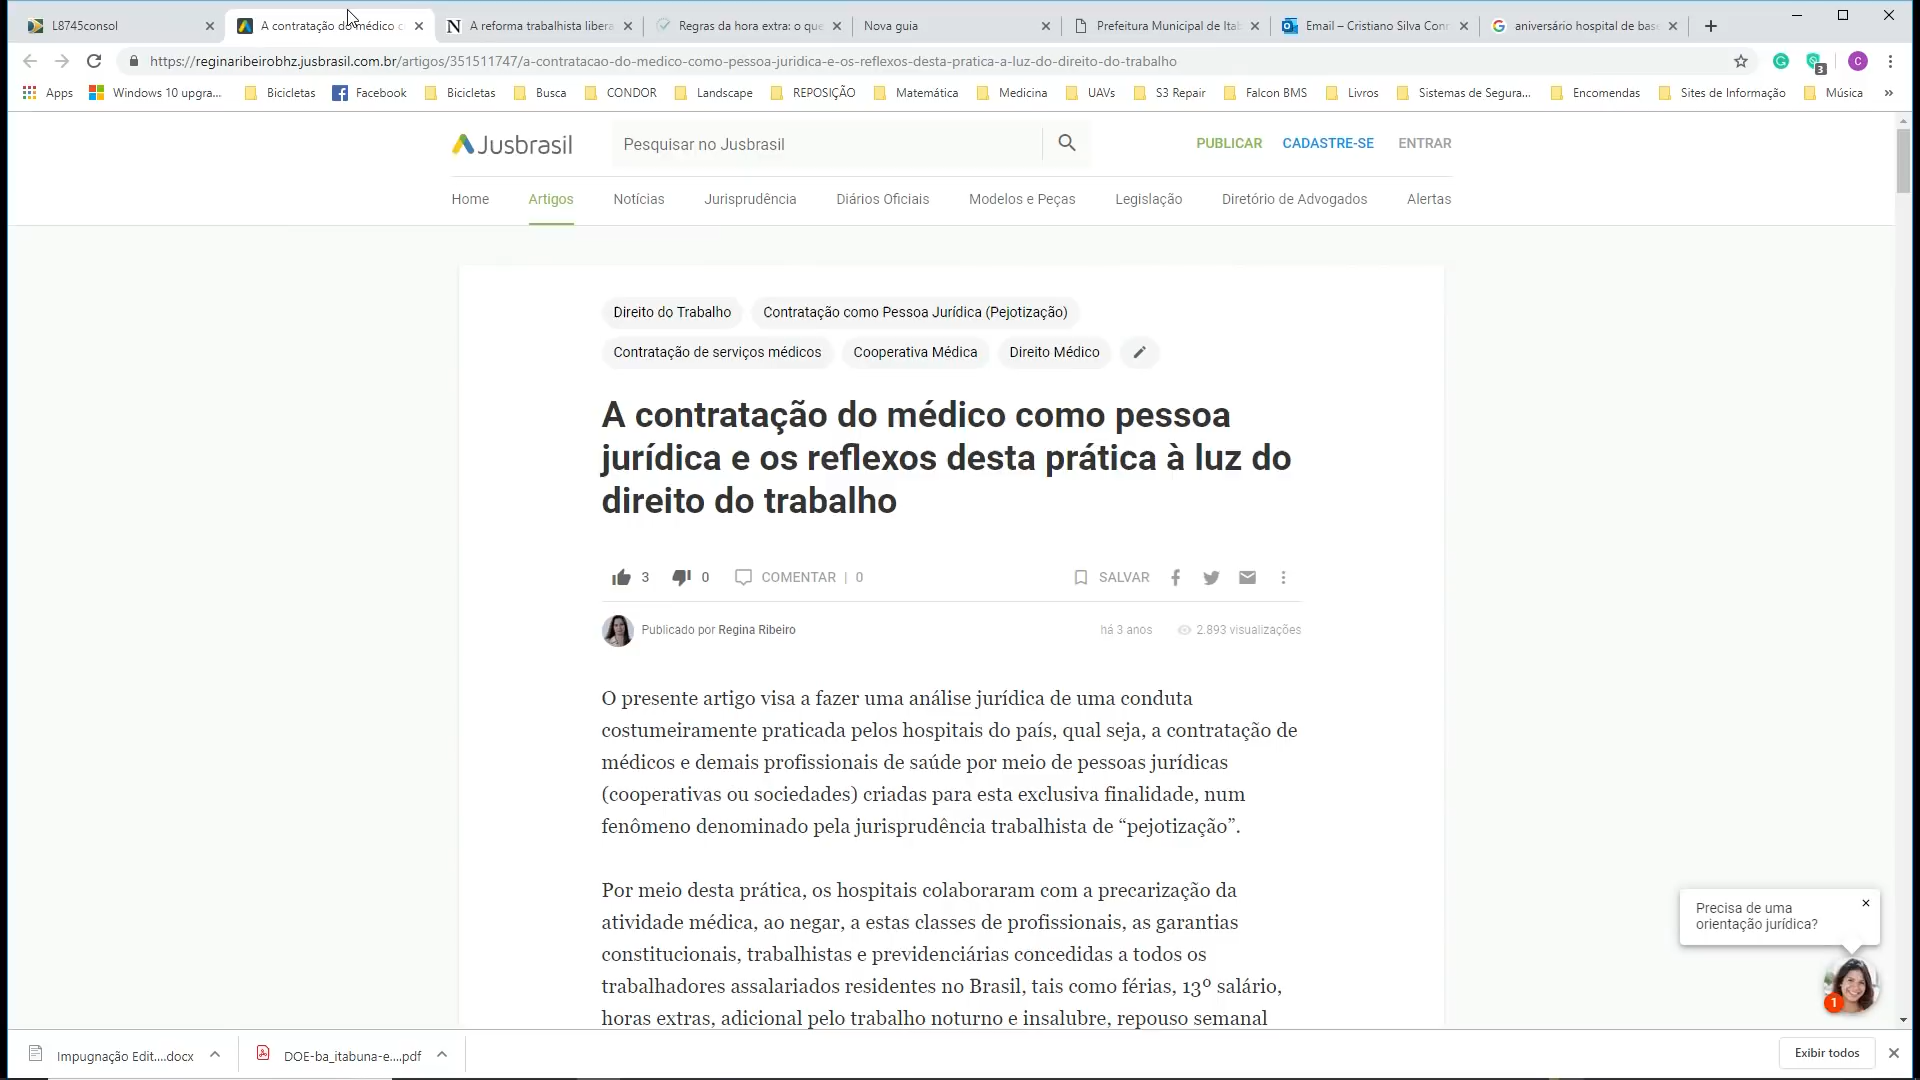 L8745consol
A contratação do médico c
A reforma trabalhista libera
Regras da hora extra: o que
Nova guia
Prefeitura Municipal de Itab
Email – Cristiano Silva Conr
aniversário hospital de base
https://reginaribeirobhz.jusbrasil.com.br/artigos/351511747/a-contratacao-do-medico-como-pessoa-juridica-e-os-reflexos-desta-pratica-a-luz-do-direito-do-trabalho
3
C
Apps
Windows 10 upgra...
Bicicletas
Facebook
Bicicletas
Busca
CONDOR
Landscape
REPOSIÇÃO
Matemática
Medicina
UAVs
S3 Repair
Falcon BMS
Livros
Sistemas de Segura...
Encomendas
Sites de Informação
Música
»
Jusbrasil
Pesquisar no Jusbrasil
PUBLICAR
CADASTRE-SE
ENTRAR
Home
Artigos
Notícias
Jurisprudência
Diários Oficiais
Modelos e Peças
Legislação
Diretório de Advogados
Alertas
Direito do Trabalho
Contratação como Pessoa Jurídica (Pejotização)
Contratação de serviços médicos
Cooperativa Médica
Direito Médico
A contratação do médico como pessoa
jurídica e os reflexos desta prática à luz do
direito do trabalho
3
0
COMENTAR | 0
SALVAR
Publicado por Regina Ribeiro
há 3 anos
2.893 visualizações
O presente artigo visa a fazer uma análise jurídica de uma conduta
costumeiramente praticada pelos hospitais do país, qual seja, a contratação de
médicos e demais profissionais de saúde por meio de pessoas jurídicas
(cooperativas ou sociedades) criadas para esta exclusiva finalidade, num
fenômeno denominado pela jurisprudência trabalhista de “pejotização”.
Por meio desta prática, os hospitais colaboraram com a precarização da
atividade médica, ao negar, a estas classes de profissionais, as garantias
constitucionais, trabalhistas e previdenciárias concedidas a todos os
trabalhadores assalariados residentes no Brasil, tais como férias, 13º salário,
horas extras, adicional pelo trabalho noturno e insalubre, repouso semanal
Precisa de uma
orientação jurídica?
1
Impugnação Edit....docx
DOE-ba_itabuna-e....pdf
Exibir todos